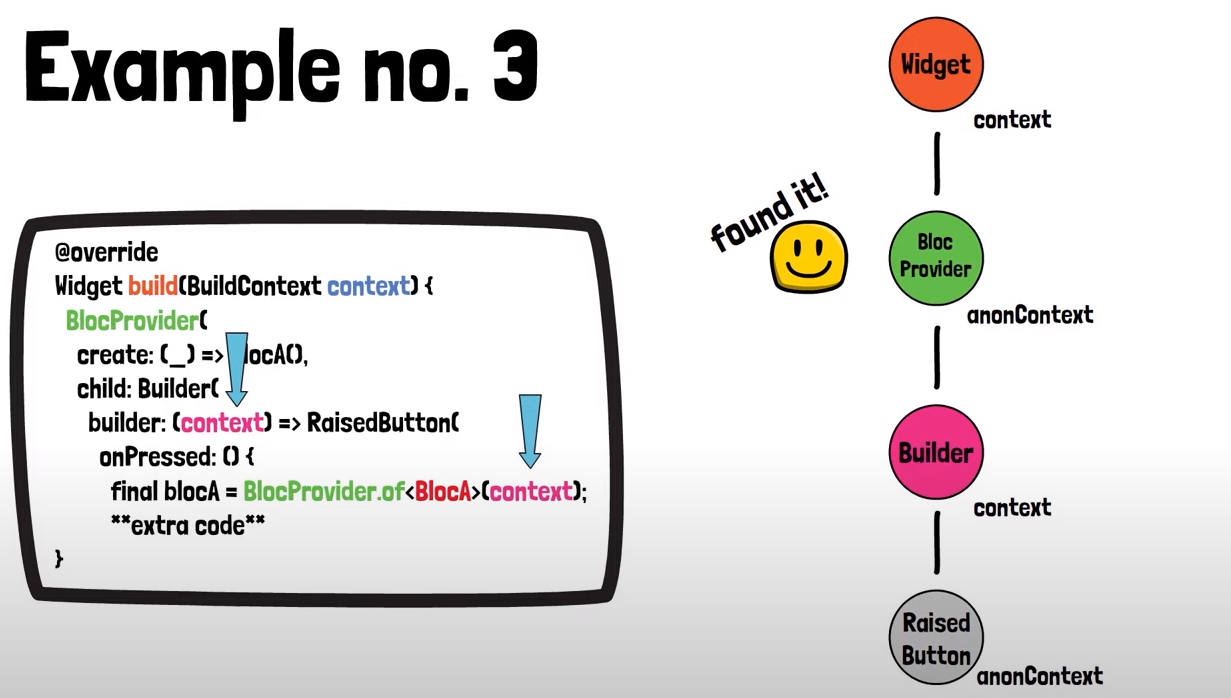 Example no. 3
@override
Widget build(BuildContext context) {
BlocProvider(
create: (_) => locA(),
child: Builder(
builder: (context) => RaisedButton(
onPressed: () {
final blocA = BlocProvider.of<BlocA>(context);
**extra code**
}
found it!
Widget
context
Bloc
Provider
anonContext
Builder
context
Raised
Button
anonContext